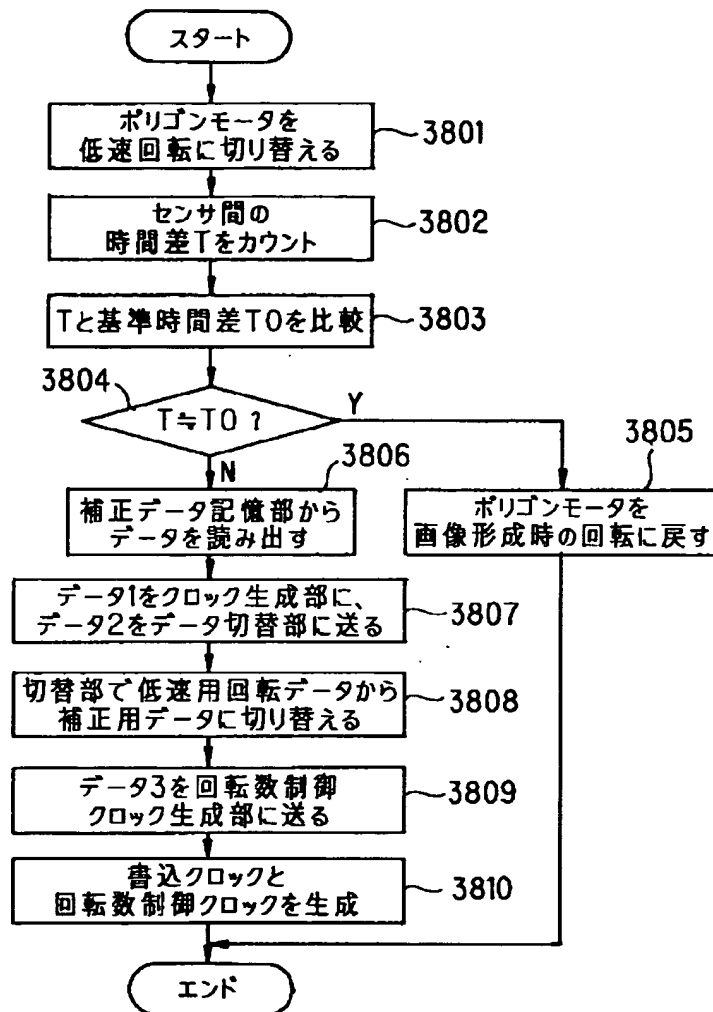 スタート
ポリゴンモータを
低速回転に切り替える
3801
センサ間の
時間差Tをカウント
3802
Tと基準時間差T0を比較
3803
3804
T≒T0?
Y
N
3805
ポリゴンモータを
画像形成時の回転に戻す
3806
補正データ記憶部から
データを読み出す
データ1をクロック生成部に、
データ2をデータ切替部に送る
3807
切替部で低速用回転データから
補正用データに切り替える
3808
データ3を回転数制御
クロック生成部に送る
3809
書込クロックと
回転数制御クロックを生成
3810
エンド